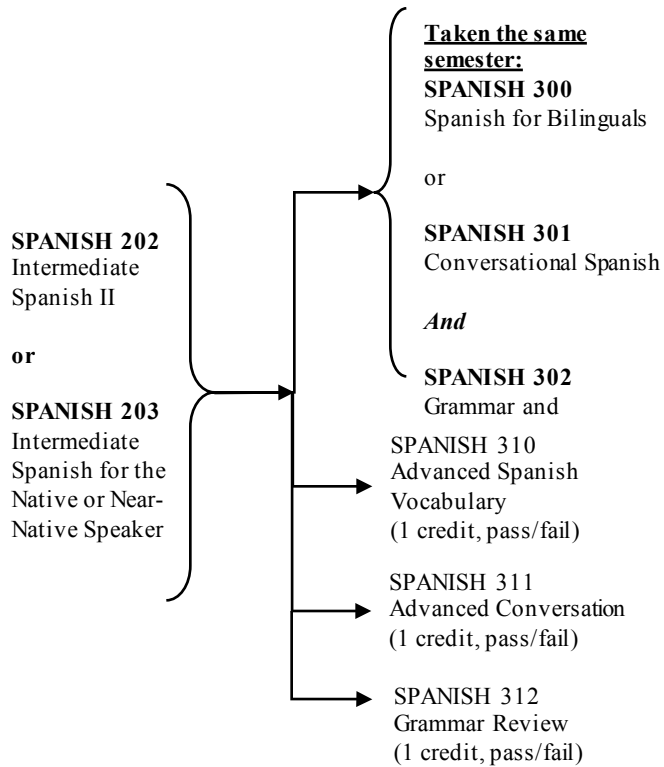 SPANISH 202
Intermediate
Spanish II
or
SPANISH 203
Intermediate
Spanish for the
Native or Near-
Native Speaker
Taken the same
semester:
SPANISH 300
Spanish for Bilinguals
or
SPANISH 301
Conversational Spanish
And
SPANISH 302
Grammar and
SPANISH 310
Advanced Spanish
Vocabulary
(1 credit, pass/fail)
SPANISH 311
Advanced Conversation
(1 credit, pass/fail)
SPANISH 312
Grammar Review
(1 credit, pass/fail)